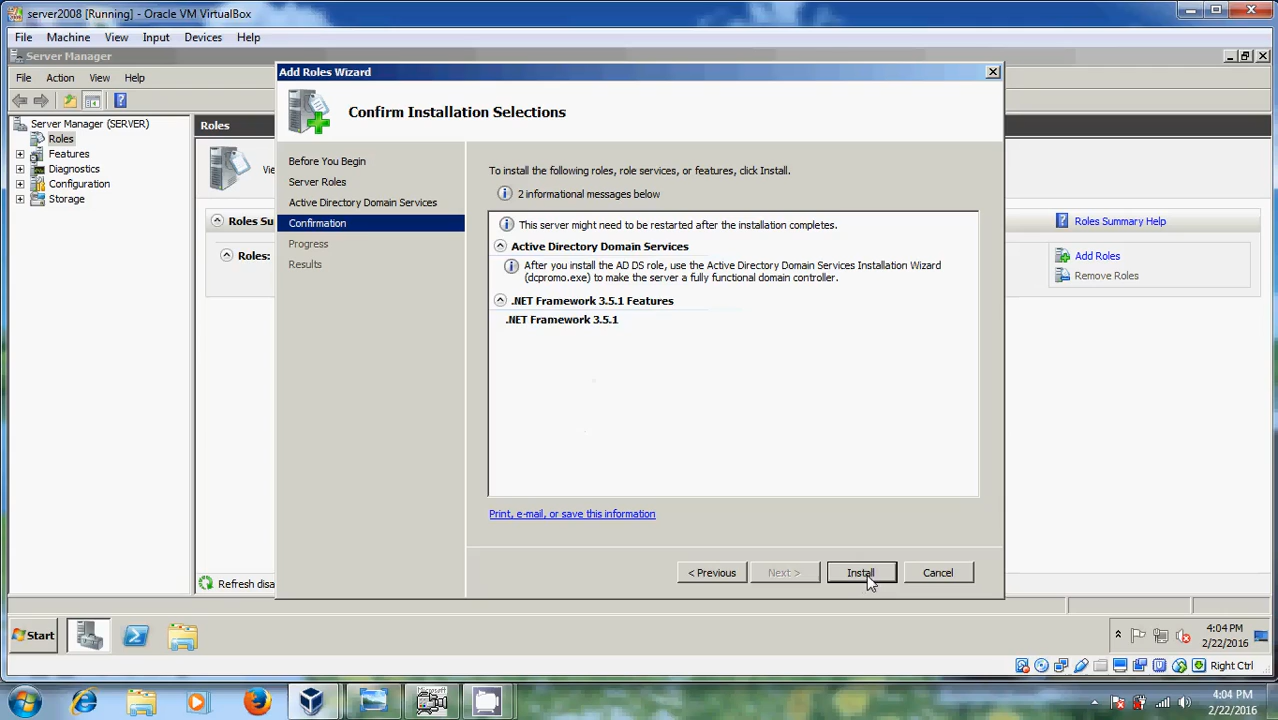 server2008 [Running] - Oracle VM VirtualBox
File Machine View Input Devices Help
Server Manager
File Action View Help
Server Manager (SERVER)
Roles
Features
Diagnostics
Configuration
Storage
Roles
Roles Su
Roles:
Refresh disa
Roles Summary Help
Add Roles
Remove Roles
Add Roles Wizard
Confirm Installation Selections
Before You Begin
Server Roles
Active Directory Domain Services
Confirmation
Progress
Results
To install the following roles, role services, or features, click Install.
2 informational messages below
This server might need to be restarted after the installation completes.
Active Directory Domain Services
After you install the AD DS role, use the Active Directory Domain Services Installation Wizard
(dcpromo.exe) to make the server a fully functional domain controller.
.NET Framework 3.5.1 Features
.NET Framework 3.5.1
Print, e-mail, or save this information
< Previous Next > Install Cancel
Start
4:04 PM
2/22/2016
Right Ctrl
4:04 PM
2/22/2016